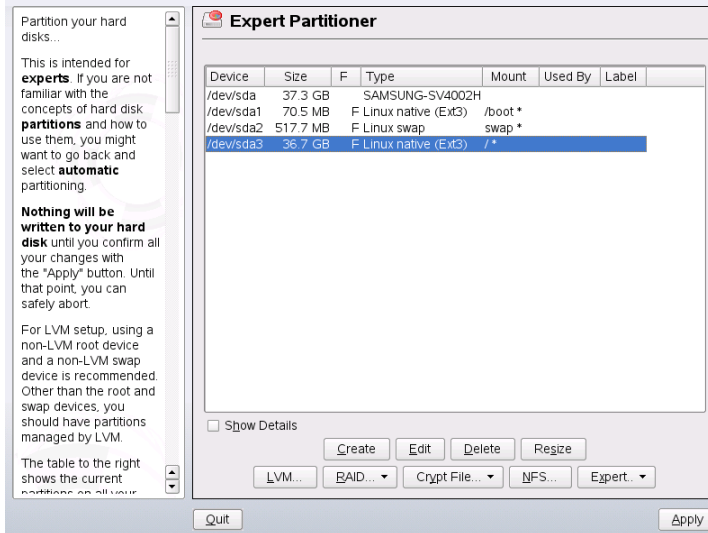 Partition your hard
disks...
This is intended for
experts. If you are not
familiar with the
concepts of hard disk
partitions and how to
use them, you might
want to go back and
select automatic
partitioning.
Nothing will be
written to your hard
disk until you confirm all
your changes with
the "Apply" button. Until
that point, you can
safely abort.
For LVM setup, using a
non-LVM root device
and a non-LVM swap
device is recommended.
Other than the root and
swap devices, you
should have partitions
managed by LVM.
The table to the right
shows the current
partitions on all your
Expert Partitioner
Device Size F Type Mount Used By Label
/dev/sda 37.3 GB SAMSUNG-SV4002H
/dev/sda1 70.5 MB F Linux native (Ext3) /boot *
/dev/sda2 517.7 MB F Linux swap swap *
/dev/sda3 36.7 GB F Linux native (Ext3) / *
Show Details
Create Edit Delete Resize
LVM... RAID... Crypt File... NFS... Expert..
Quit Apply